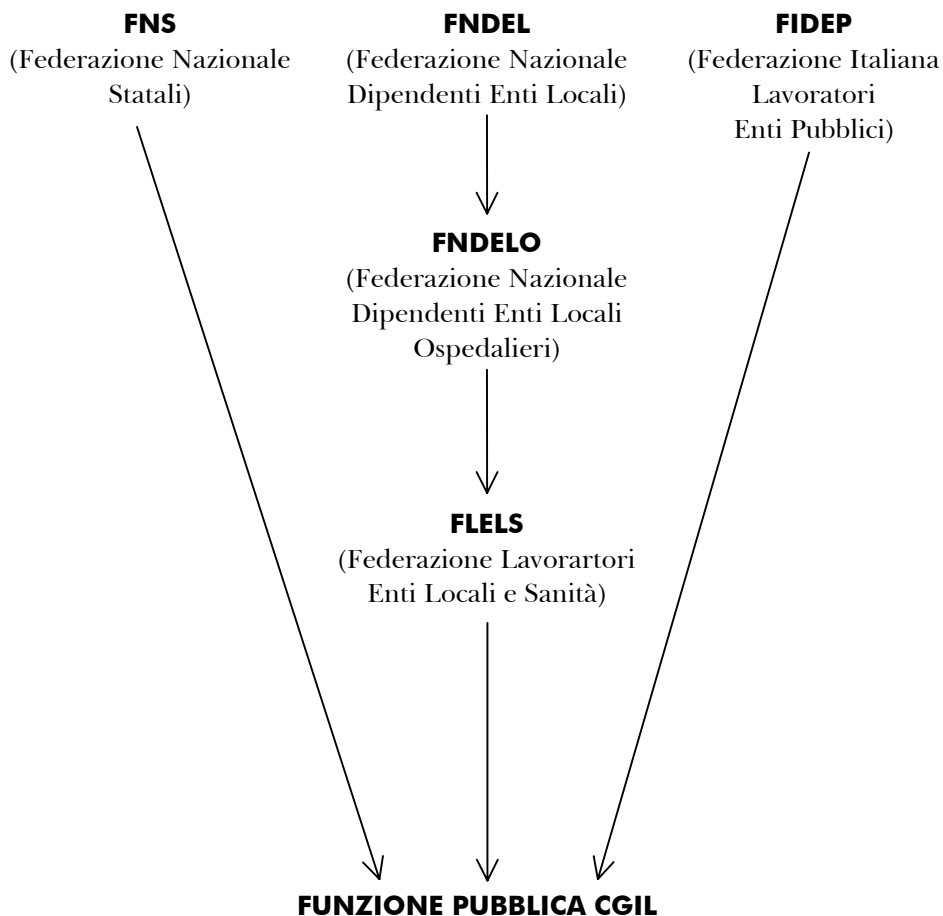 FNS
(Federazione Nazionale
Statali)
FNDEL
(Federazione Nazionale
Dipendenti Enti Locali)
FIDEP
(Federazione Italiana
Lavoratori
Enti Pubblici)
FNDELO
(Federazione Nazionale
Dipendenti Enti Locali
Ospedalieri)
FLELS
(Federazione Lavorartori
Enti Locali e Sanità)
FUNZIONE PUBBLICA CGIL